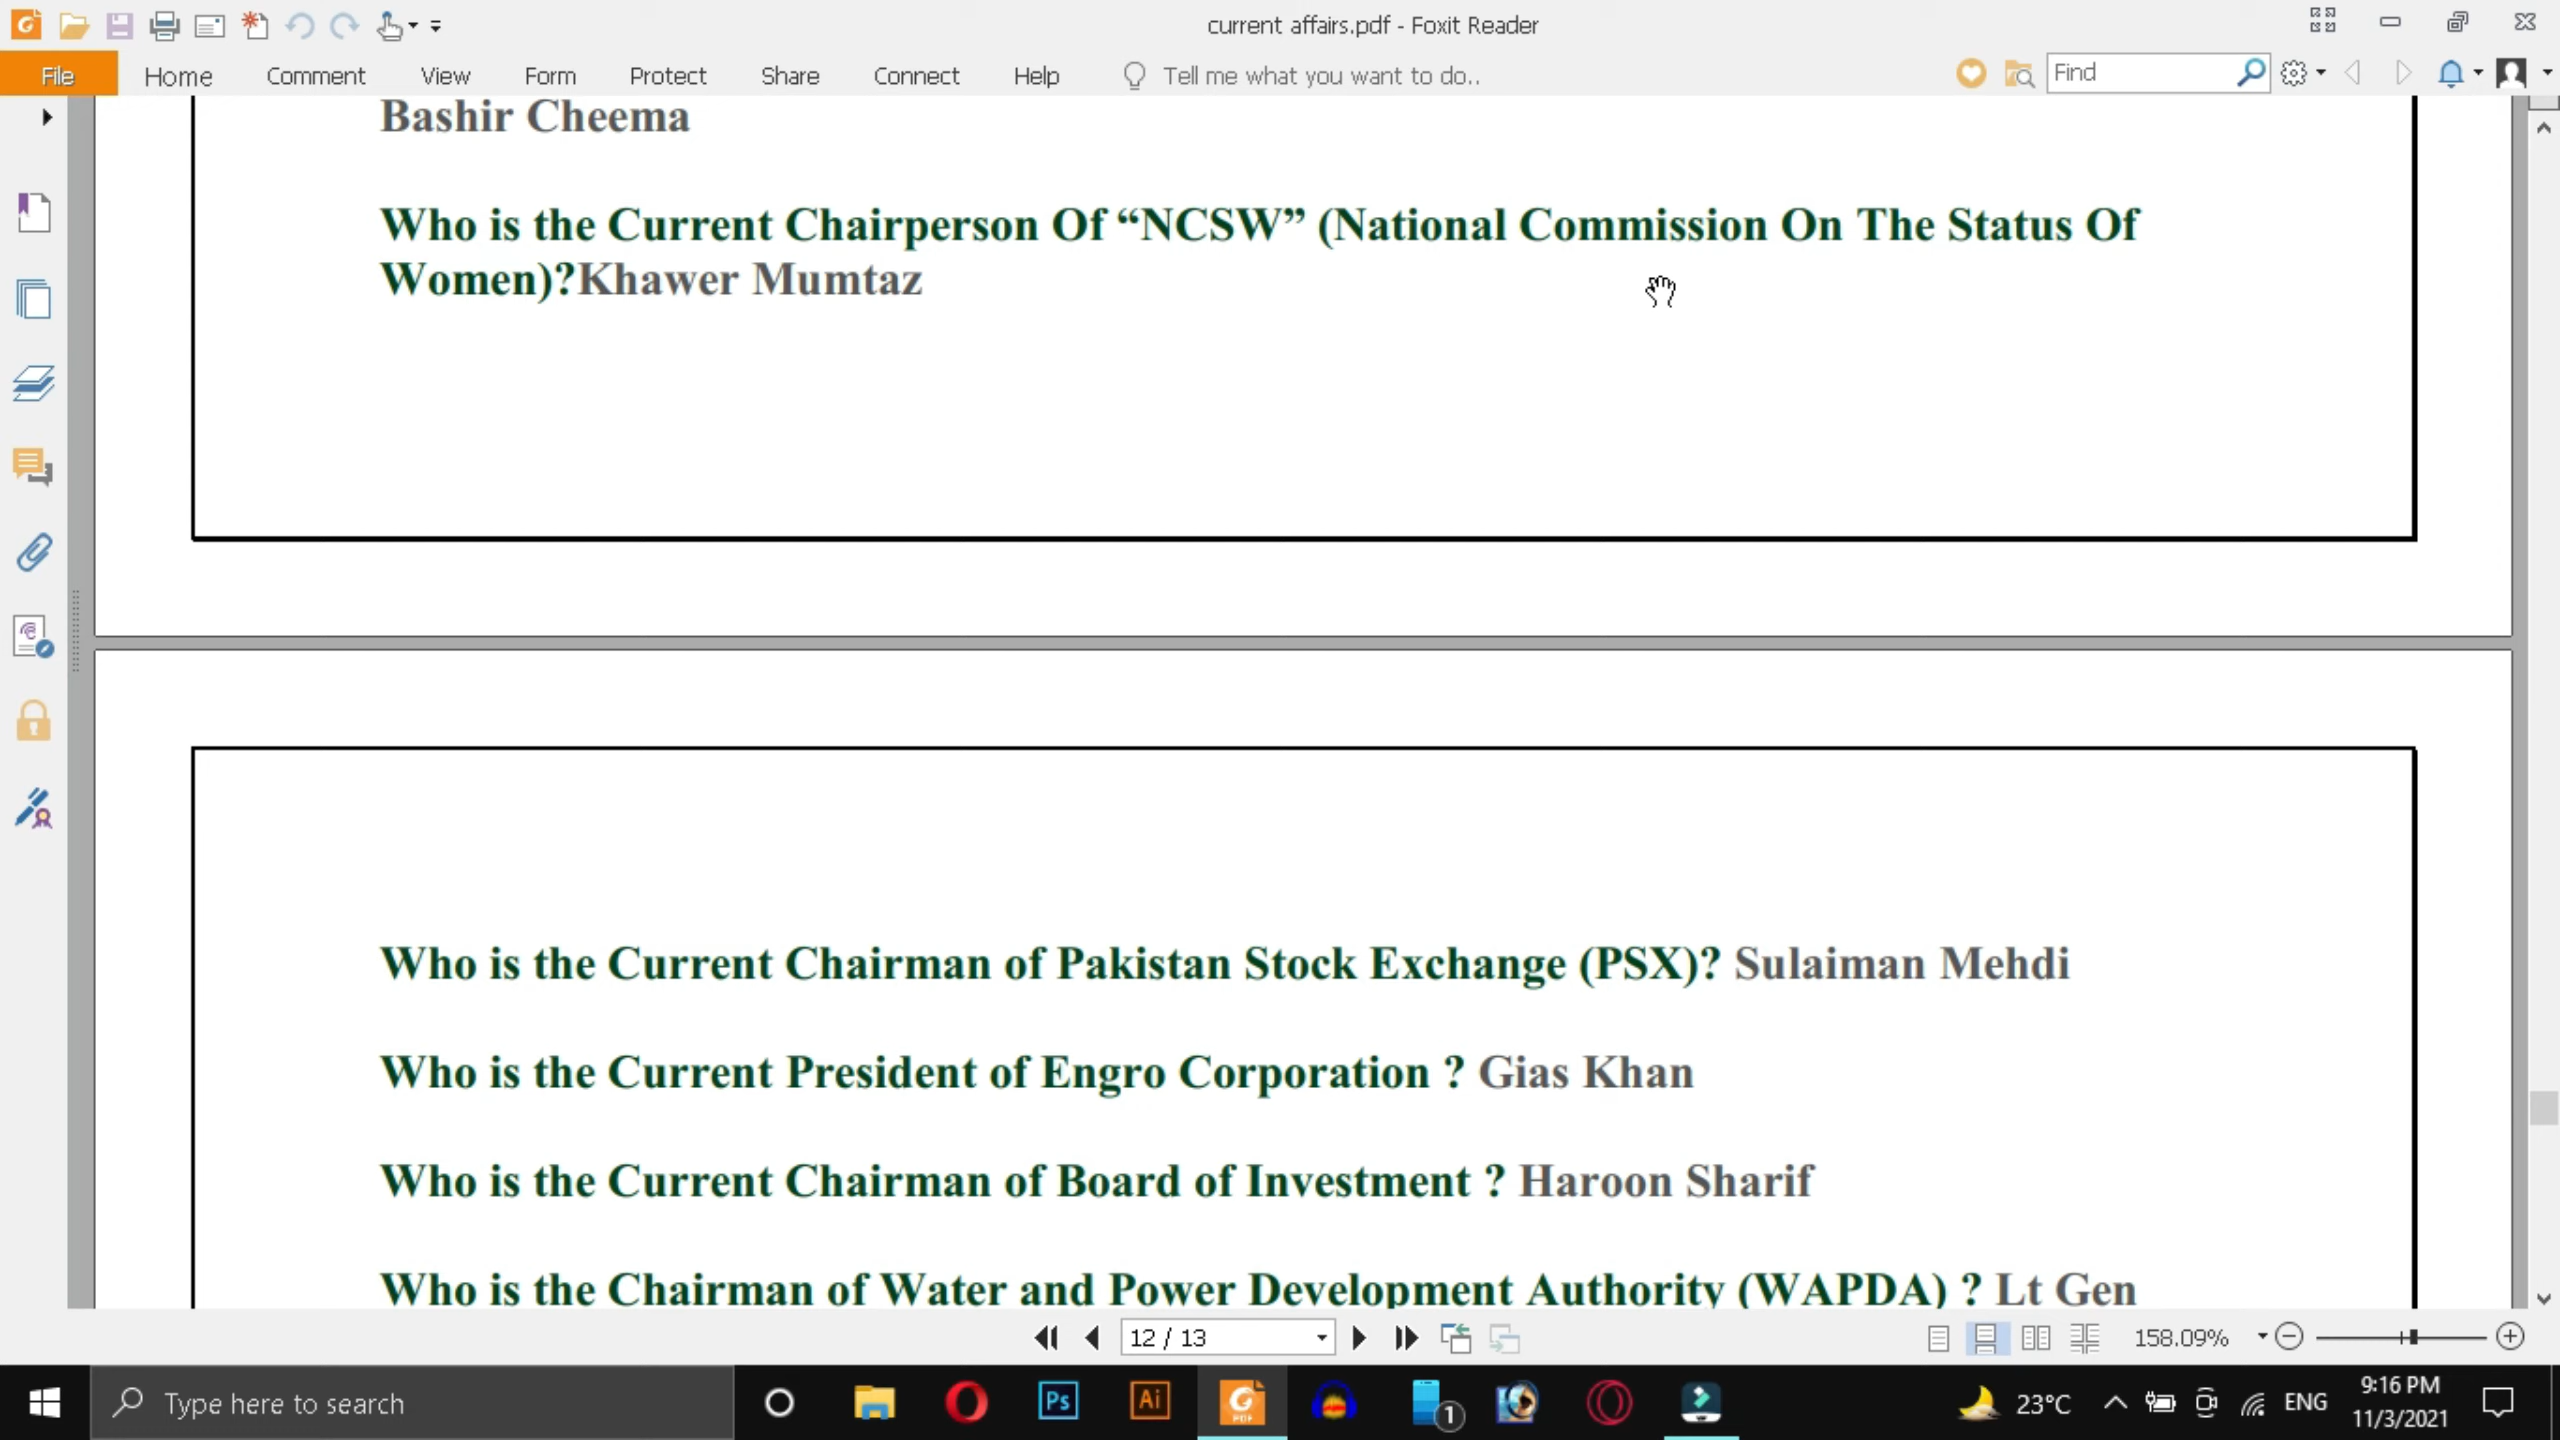 current affairs.pdf - Foxit Reader
File Home Comment View Form Protect Share Connect Help Tell me what you want to do.. Find
Bashir Cheema
Who is the Current Chairperson Of “NCSW” (National Commission On The Status Of
Women)?Khawer Mumtaz
Who is the Current Chairman of Pakistan Stock Exchange (PSX)? Sulaiman Mehdi
Who is the Current President of Engro Corporation ? Gias Khan
Who is the Current Chairman of Board of Investment ? Haroon Sharif
Who is the Chairman of Water and Power Development Authority (WAPDA) ? Lt Gen
12 / 13 158.09%
Type here to search Ps Ai PDF 1 23°C ENG 9:16 PM
11/3/2021